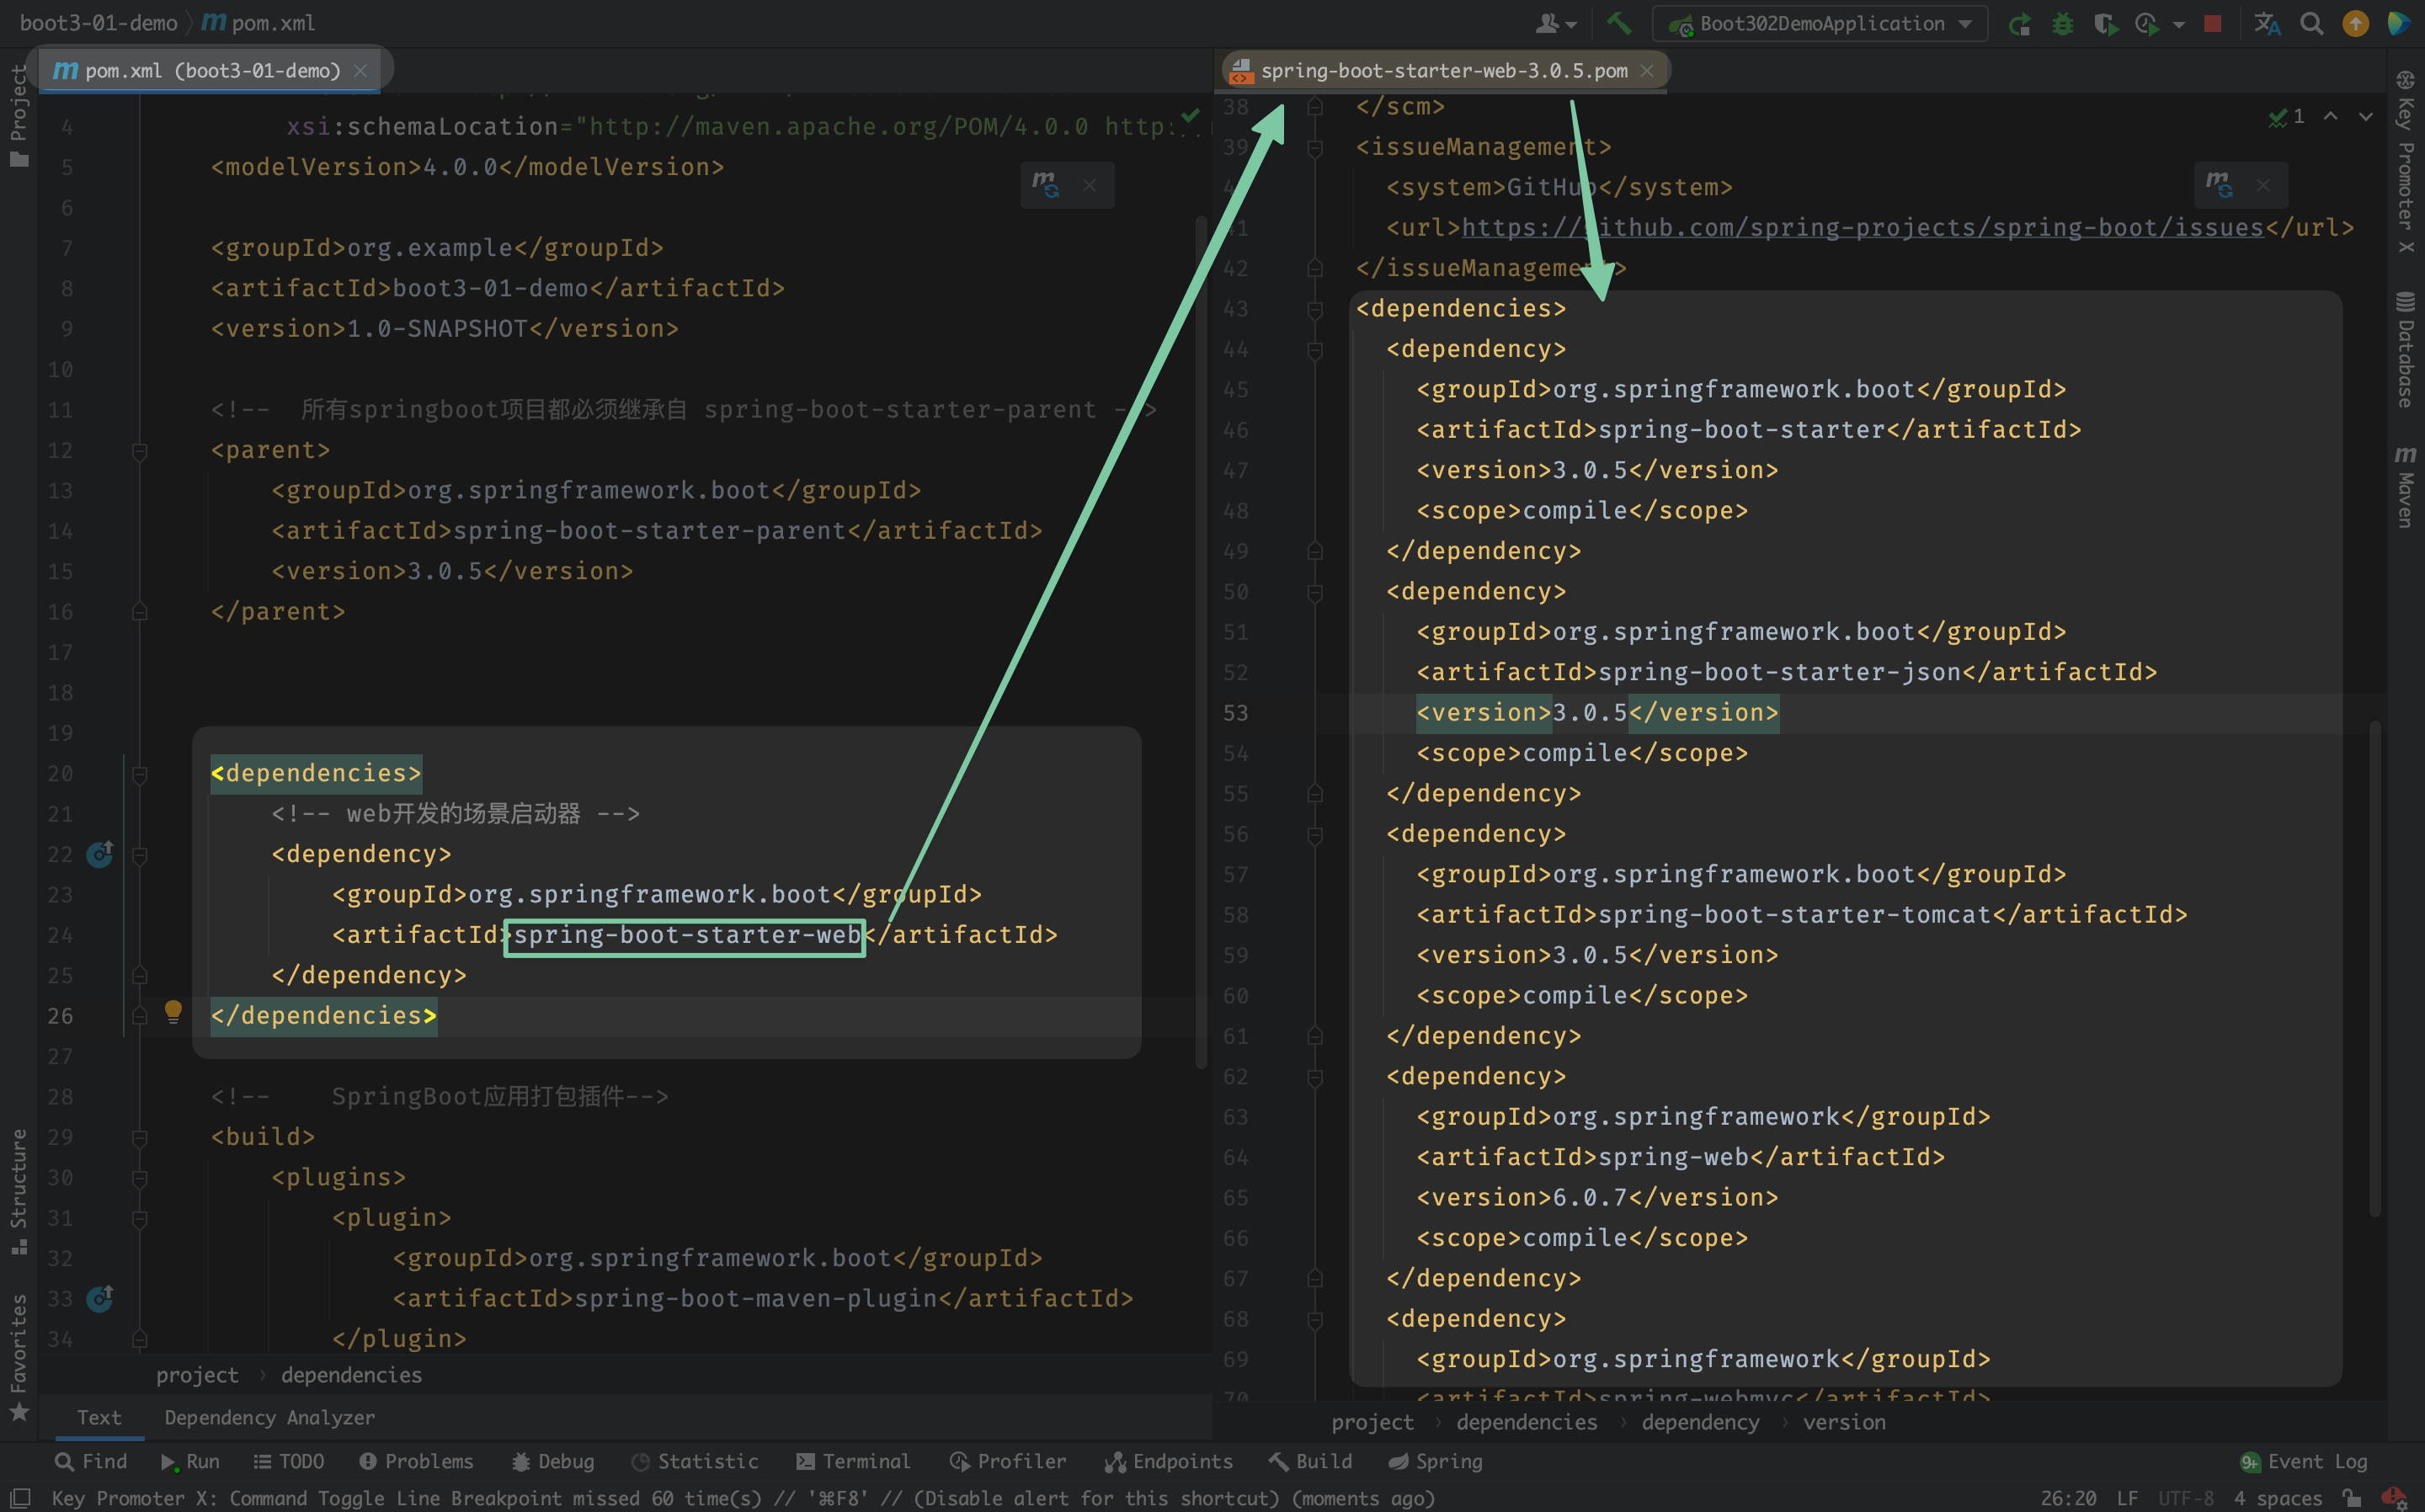 boot3-01-demo pom.xml
Boot302DemoApplication
Project
pom.xml (boot3-01-demo)
4 xsi:schemaLocation="http://maven.apache.org/POM/4.0.0 http:
5 <modelVersion>4.0.0</modelVersion>
6
7 <groupId>org.example</groupId>
8 <artifactId>boot3-01-demo</artifactId>
9 <version>1.0-SNAPSHOT</version>
10
11 <!-- 所有springboot项目都必须继承自 spring-boot-starter-parent -->
12 <parent>
13 <groupId>org.springframework.boot</groupId>
14 <artifactId>spring-boot-starter-parent</artifactId>
15 <version>3.0.5</version>
16 </parent>
17
18
19
20 <dependencies>
21 <!-- web开发的场景启动器 -->
22 <dependency>
23 <groupId>org.springframework.boot</groupId>
24 <artifactId>spring-boot-starter-web</artifactId>
25 </dependency>
26 </dependencies>
27
28 <!-- SpringBoot应用打包插件-->
29 <build>
30 <plugins>
31 <plugin>
32 <groupId>org.springframework.boot</groupId>
33 <artifactId>spring-boot-maven-plugin</artifactId>
34 </plugin>
project › dependencies
Text Dependency Analyzer
spring-boot-starter-web-3.0.5.pom
1
38 </scm>
39 <issueManagement>
<system>GitHub</system>
41 <url>https://github.com/spring-projects/spring-boot/issues</url>
42 </issueManagement>
43 <dependencies>
44 <dependency>
45 <groupId>org.springframework.boot</groupId>
46 <artifactId>spring-boot-starter</artifactId>
47 <version>3.0.5</version>
48 <scope>compile</scope>
49 </dependency>
50 <dependency>
51 <groupId>org.springframework.boot</groupId>
52 <artifactId>spring-boot-starter-json</artifactId>
53 <version>3.0.5</version>
54 <scope>compile</scope>
55 </dependency>
56 <dependency>
57 <groupId>org.springframework.boot</groupId>
58 <artifactId>spring-boot-starter-tomcat</artifactId>
59 <version>3.0.5</version>
60 <scope>compile</scope>
61 </dependency>
62 <dependency>
63 <groupId>org.springframework</groupId>
64 <artifactId>spring-web</artifactId>
65 <version>6.0.7</version>
66 <scope>compile</scope>
67 </dependency>
68 <dependency>
69 <groupId>org.springframework</groupId>
70 <artifactId>spring-webmvc</artifactId>
project › dependencies › dependency › version
Key Promoter X
Database
Maven
Structure
Favorites
Find Run TODO Problems Debug Statistic Terminal Profiler Endpoints Build Spring 9+ Event Log
Key Promoter X: Command Toggle Line Breakpoint missed 60 time(s) // '⌘F8' // (Disable alert for this shortcut) (moments ago) 26:20 LF UTF-8 4 spaces